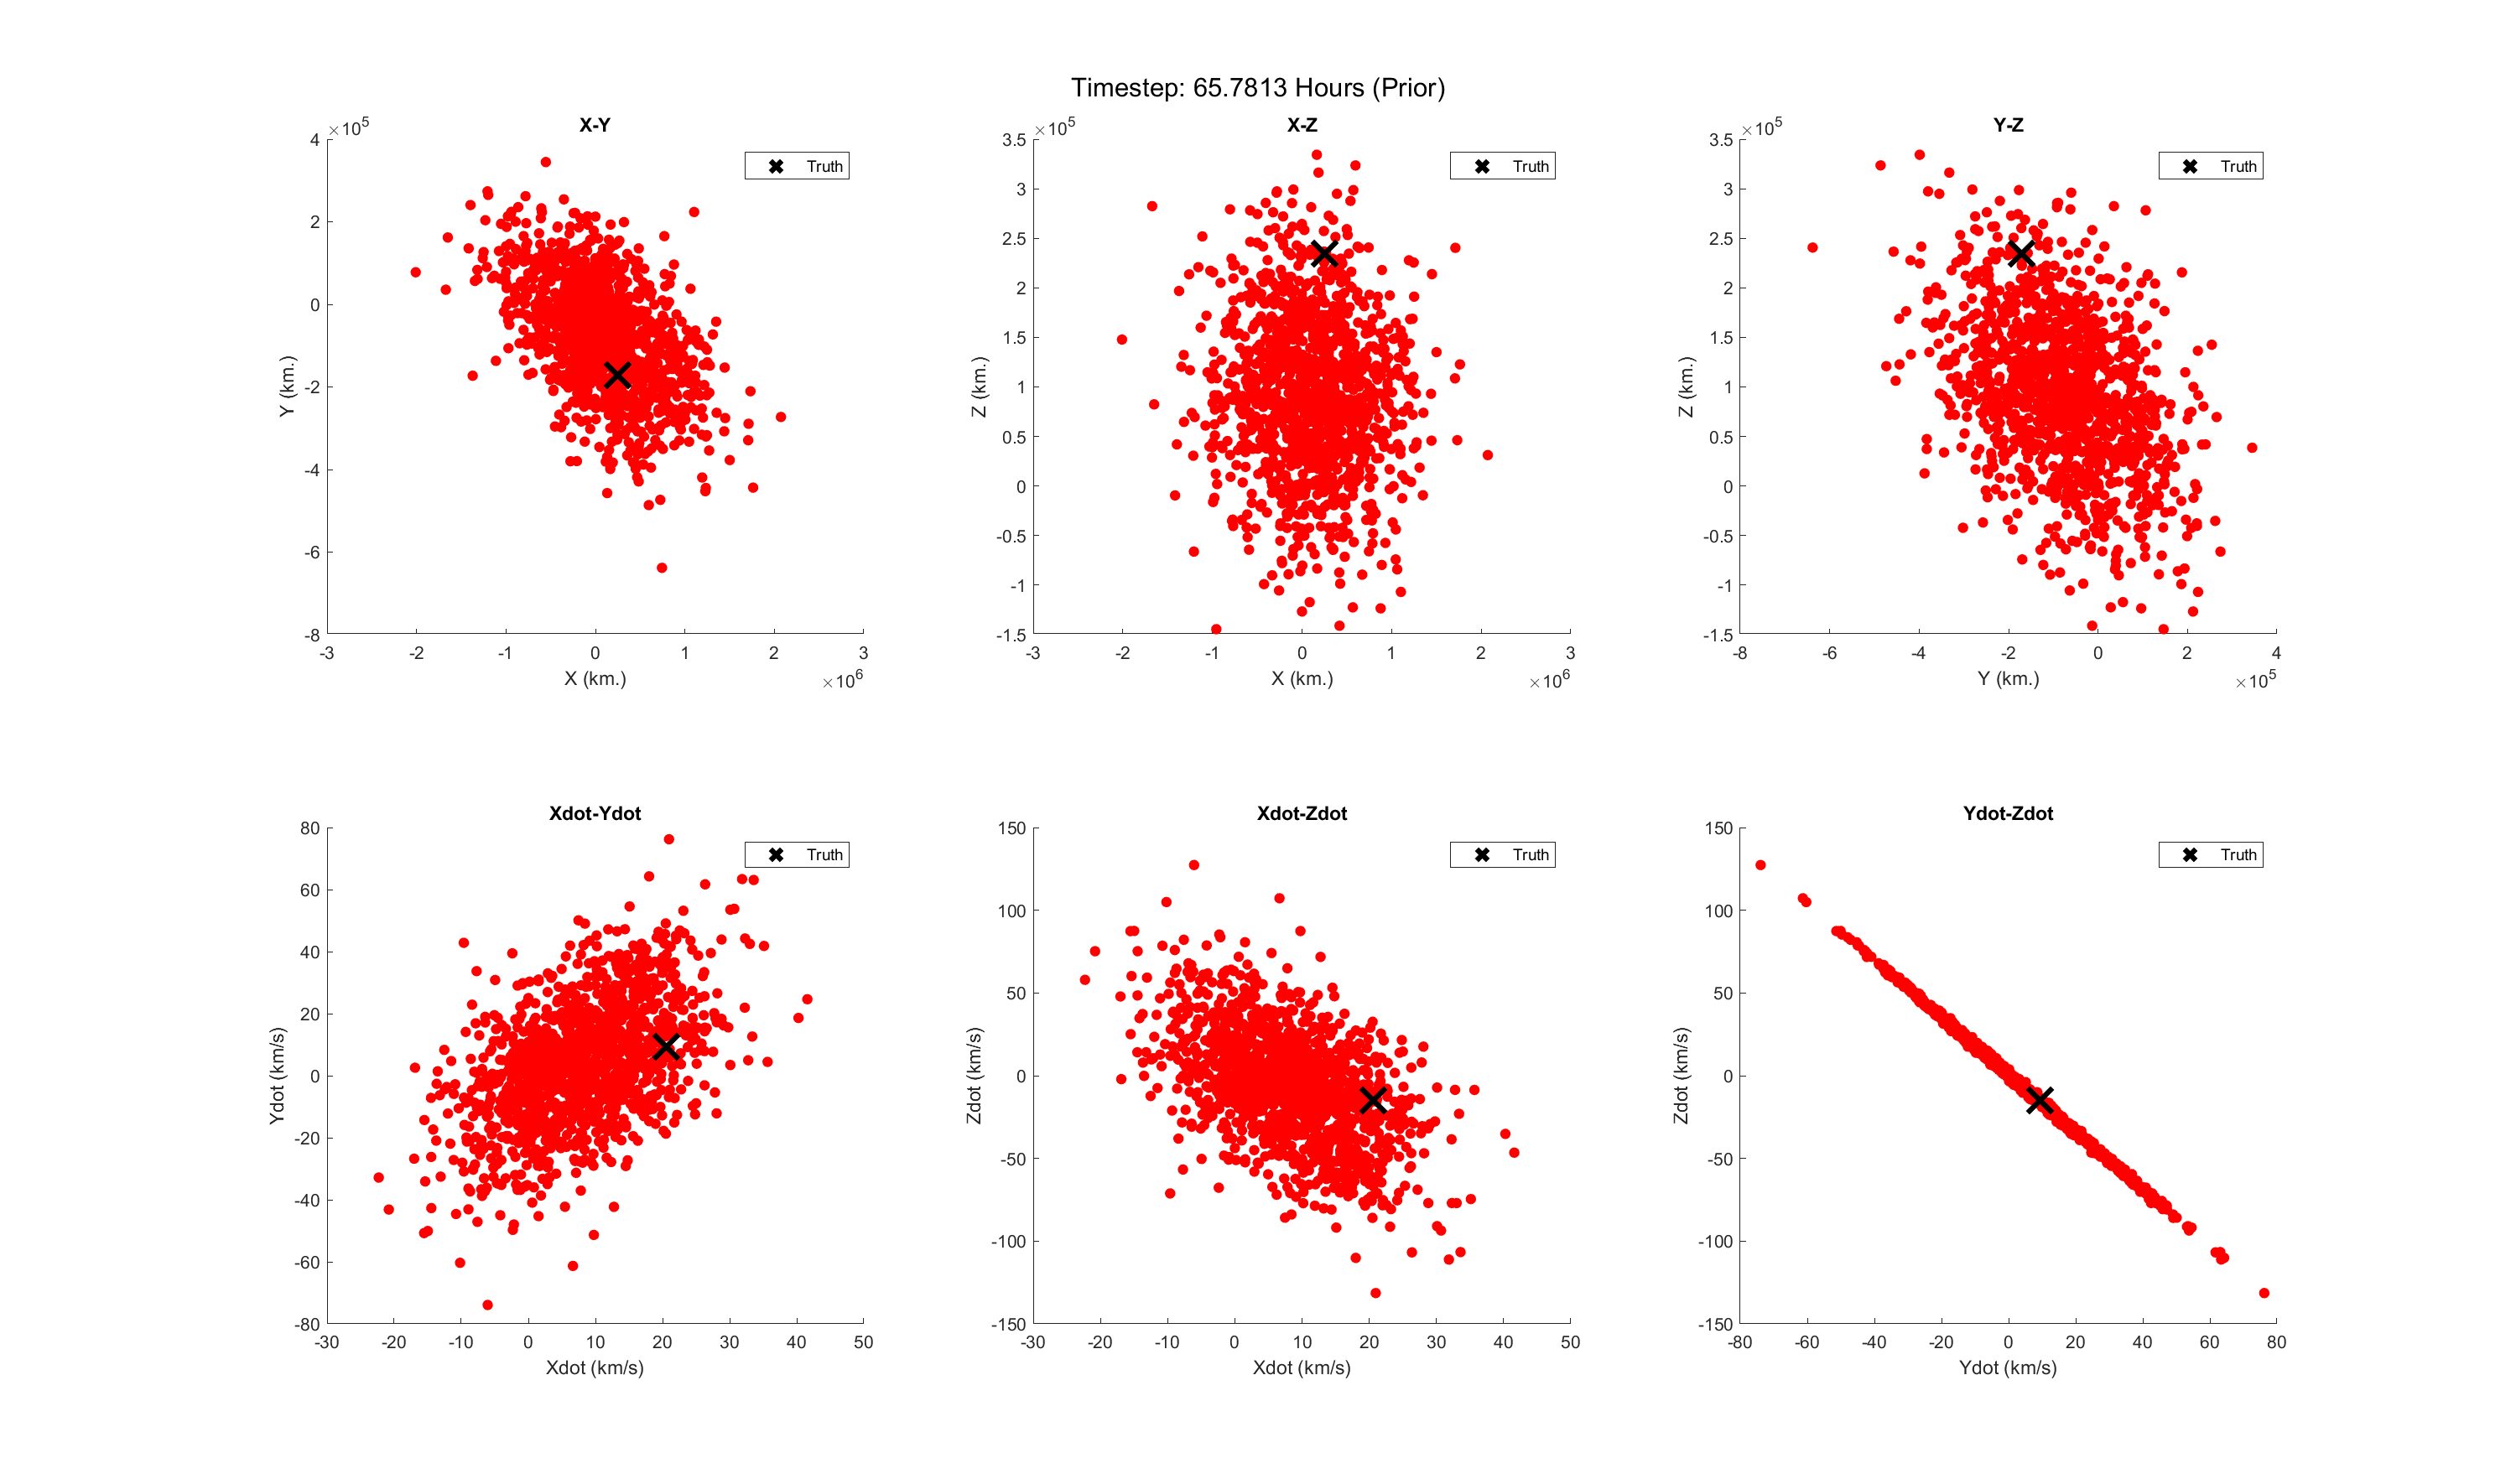 Timestep: 65.7813 Hours (Prior)
X-Y
×10^5
4
2
0
-2
-4
-6
-8
Y (km.)
-3 -2 -1 0 1 2 3
X (km.)
×10^6
Truth
X-Z
×10^5
3.5
3
2.5
2
1.5
1
0.5
0
-0.5
-1
-1.5
Z (km.)
-3 -2 -1 0 1 2 3
X (km.)
×10^6
Truth
Y-Z
×10^5
3.5
3
2.5
2
1.5
1
0.5
0
-0.5
-1
-1.5
Z (km.)
-8 -6 -4 -2 0 2 4
Y (km.)
×10^5
Truth
Xdot-Ydot
80
60
40
20
0
-20
-40
-60
-80
Ydot (km/s)
-30 -20 -10 0 10 20 30 40 50
Xdot (km/s)
Truth
Xdot-Zdot
150
100
50
0
-50
-100
-150
Zdot (km/s)
-30 -20 -10 0 10 20 30 40 50
Xdot (km/s)
Truth
Ydot-Zdot
150
100
50
0
-50
-100
-150
Zdot (km/s)
-80 -60 -40 -20 0 20 40 60 80
Ydot (km/s)
Truth